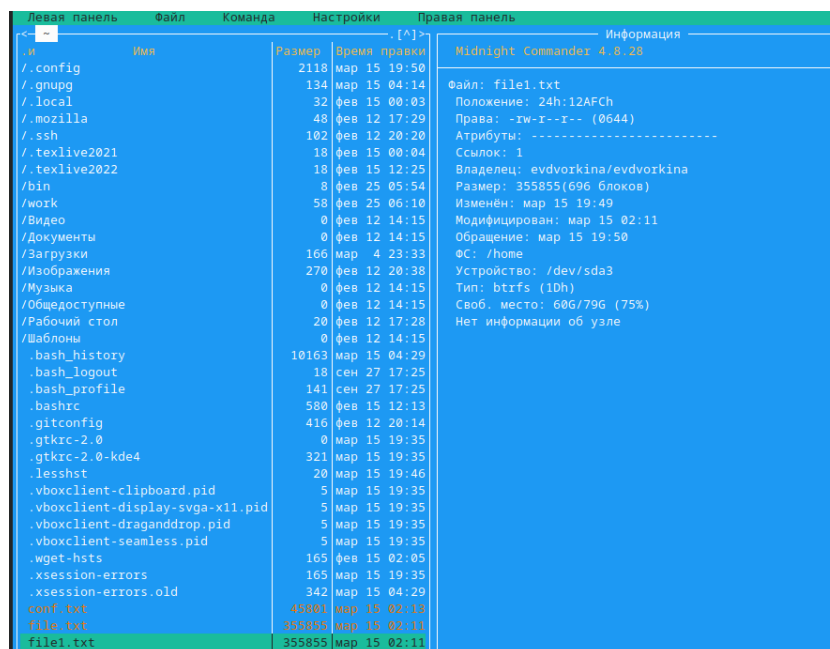 Левая панель Файл Команда Настройки Правая панель
<- ~ .[^]>
.и Имя Размер Время правки
/.config 2118 мар 15 19:50
/.gnupg 134 мар 15 04:14
/.local 32 фев 15 00:03
/.mozilla 48 фев 12 17:29
/.ssh 102 фев 12 20:20
/.texlive2021 18 фев 15 00:04
/.texlive2022 18 фев 15 12:25
/bin 8 фев 25 05:54
/work 58 фев 25 06:10
/Видео 0 фев 12 14:15
/Документы 0 фев 12 14:15
/Загрузки 166 мар 4 23:33
/Изображения 270 фев 12 20:38
/Музыка 0 фев 12 14:15
/Общедоступные 0 фев 12 14:15
/Рабочий стол 20 фев 12 17:28
/Шаблоны 0 фев 12 14:15
.bash_history 10163 мар 15 04:29
.bash_logout 18 сен 27 17:25
.bash_profile 141 сен 27 17:25
.bashrc 580 фев 15 12:13
.gitconfig 416 фев 12 20:14
.gtkrc-2.0 0 мар 15 19:35
.gtkrc-2.0-kde4 321 мар 15 19:35
.lesshst 20 мар 15 19:46
.vboxclient-clipboard.pid 5 мар 15 19:35
.vboxclient-display-svga-x11.pid 5 мар 15 19:35
.vboxclient-draganddrop.pid 5 мар 15 19:35
.vboxclient-seamless.pid 5 мар 15 19:35
.wget-hsts 165 фев 15 02:05
.xsession-errors 165 мар 15 19:35
.xsession-errors.old 342 мар 15 04:29
conf.txt 45801 мар 15 02:13
file.txt 355855 мар 15 02:11
file1.txt 355855 мар 15 02:11
Информация
Midnight Commander 4.8.28
Файл: file1.txt
Положение: 24h:12AFCh
Права: -rw-r--r-- (0644)
Атрибуты: -------------------------
Ссылок: 1
Владелец: evdvorkina/evdvorkina
Размер: 355855(696 блоков)
Изменён: мар 15 19:49
Модифицирован: мар 15 02:11
Обращение: мар 15 19:50
ФС: /home
Устройство: /dev/sda3
Тип: btrfs (1Dh)
Своб. место: 60G/79G (75%)
Нет информации об узле